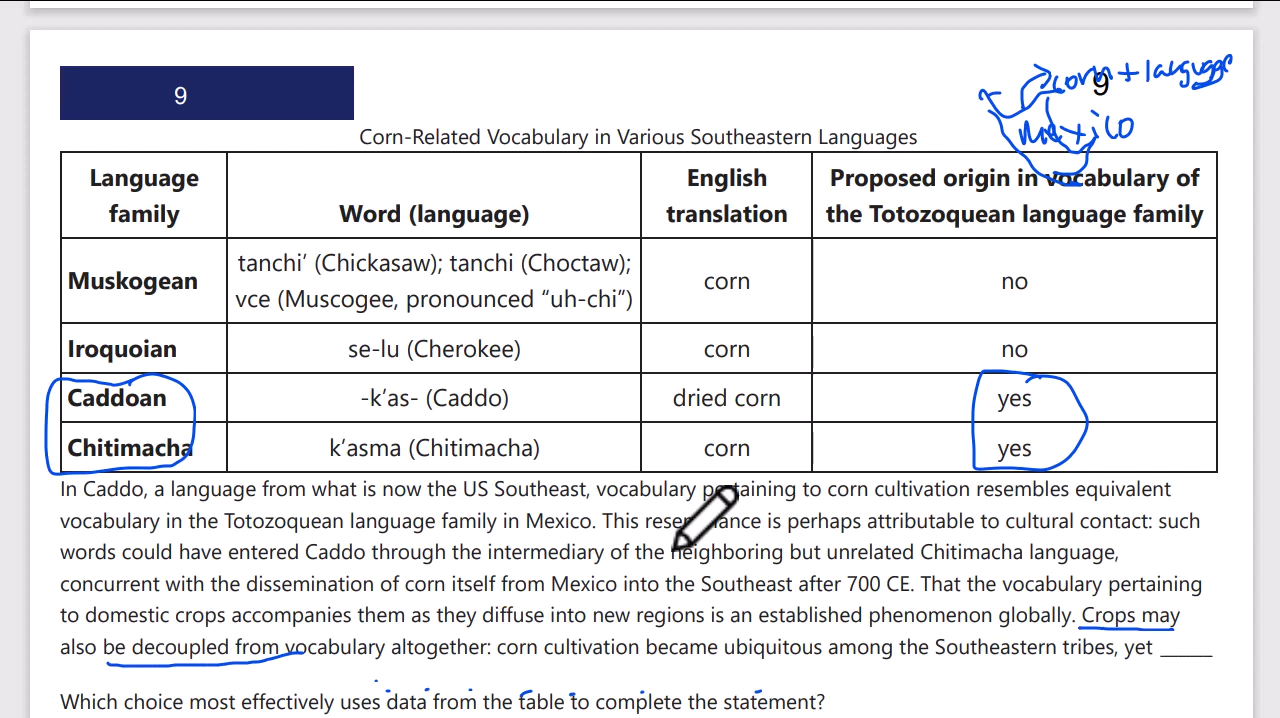 9
corn + language
9
mexico
Corn-Related Vocabulary in Various Southeastern Languages
Language family
Word (language)
English translation
Proposed origin in vocabulary of the Totozoquean language family
Muskogean
tanchi’ (Chickasaw); tanchi (Choctaw);
vce (Muscogee, pronounced “uh-chi”)
corn
no
Iroquoian
se-lu (Cherokee)
corn
no
Caddoan
-k’as- (Caddo)
dried corn
yes
Chitimacha
k’asma (Chitimacha)
corn
yes
In Caddo, a language from what is now the US Southeast, vocabulary pertaining to corn cultivation resembles equivalent
vocabulary in the Totozoquean language family in Mexico. This resemblance is perhaps attributable to cultural contact: such
words could have entered Caddo through the intermediary of the neighboring but unrelated Chitimacha language,
concurrent with the dissemination of corn itself from Mexico into the Southeast after 700 CE. That the vocabulary pertaining
to domestic crops accompanies them as they diffuse into new regions is an established phenomenon globally. Crops may
also be decoupled from vocabulary altogether: corn cultivation became ubiquitous among the Southeastern tribes, yet _____
Which choice most effectively uses data from the table to complete the statement?